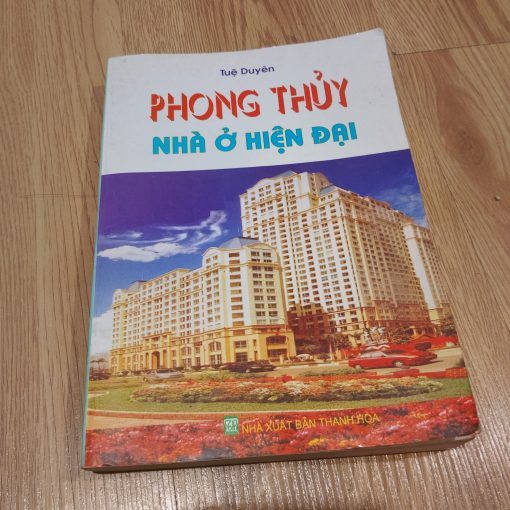 Tuệ Duyên
PHONG THỦY
NHÀ Ở HIỆN ĐẠI
NHÀ XUẤT BẢN THANH HÓA